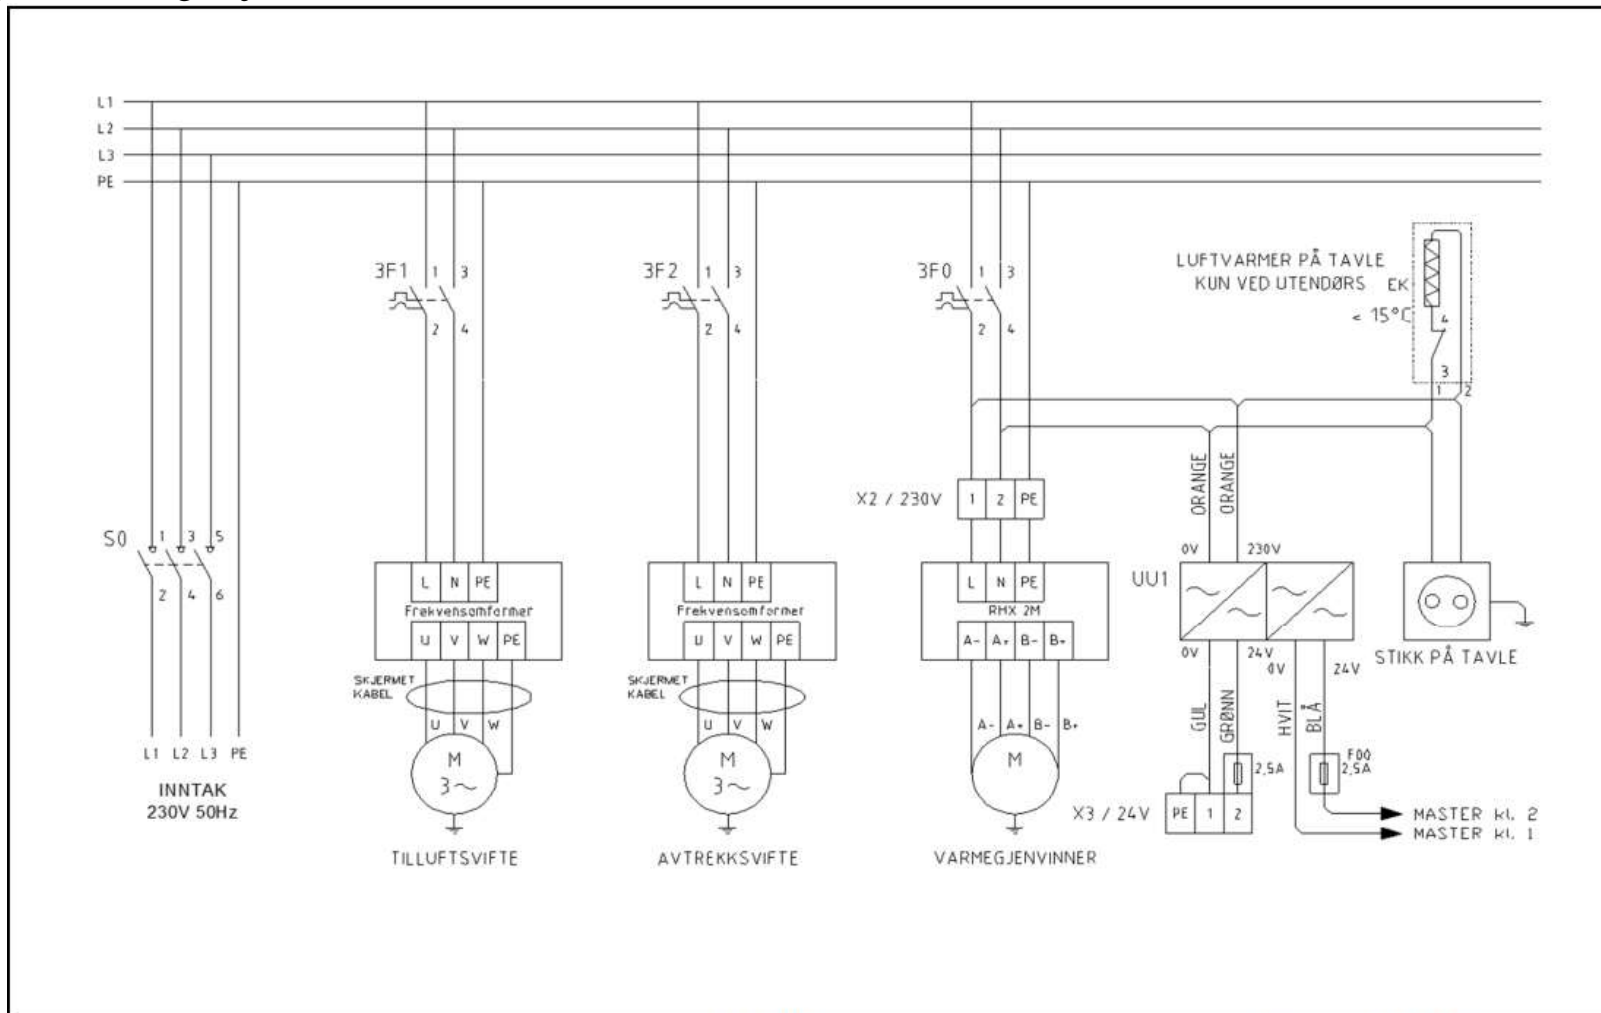 L1
L2
L3
PE
3F1 1 3
2 4
3F2 1 3
2 4
3F0 1 3
2 4
LUFTVARMER PÅ TAVLE
KUN VED UTENDØRS EK
< 15°C
4
3
1 2
X2 / 230V 1 2 PE
ORANGE ORANGE
S0 1 3 5
2 4 6
L N PE
Frekvensomformer
U V W PE
SKJERMET
KABEL
U V W
M
3~
TILLUFTSVIFTE
L N PE
Frekvensomformer
U V W PE
SKJERMET
KABEL
U V W
M
3~
AVTREKKSVIFTE
L N PE
RHX 2M
A- A+ B- B+
A- A+ B- B+
M
VARMEGJENVINNER
0V 230V
UU1
0V 24V
0V 24V
GUL GRØNN HVIT BLÅ
2,5A
F00
2,5A
X3 / 24V PE 1 2
MASTER kl. 2
MASTER kl. 1
STIKK PÅ TAVLE
L1 L2 L3 PE
INNTAK
230V 50Hz